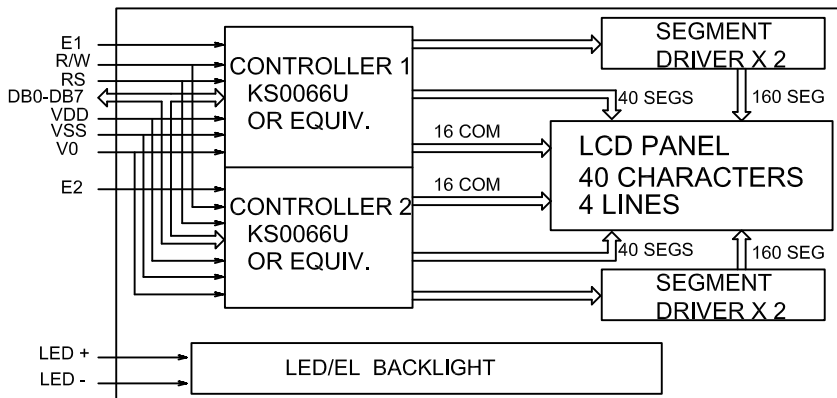 E1
R/W
RS
DB0-DB7
VDD
VSS
V0
E2
LED +
LED -
CONTROLLER 1
KS0066U
OR EQUIV.
CONTROLLER 2
KS0066U
OR EQUIV.
SEGMENT
DRIVER X 2
40 SEGS
160 SEG
16 COM
16 COM
LCD PANEL
40 CHARACTERS
4 LINES
40 SEGS
160 SEG
SEGMENT
DRIVER X 2
LED/EL BACKLIGHT